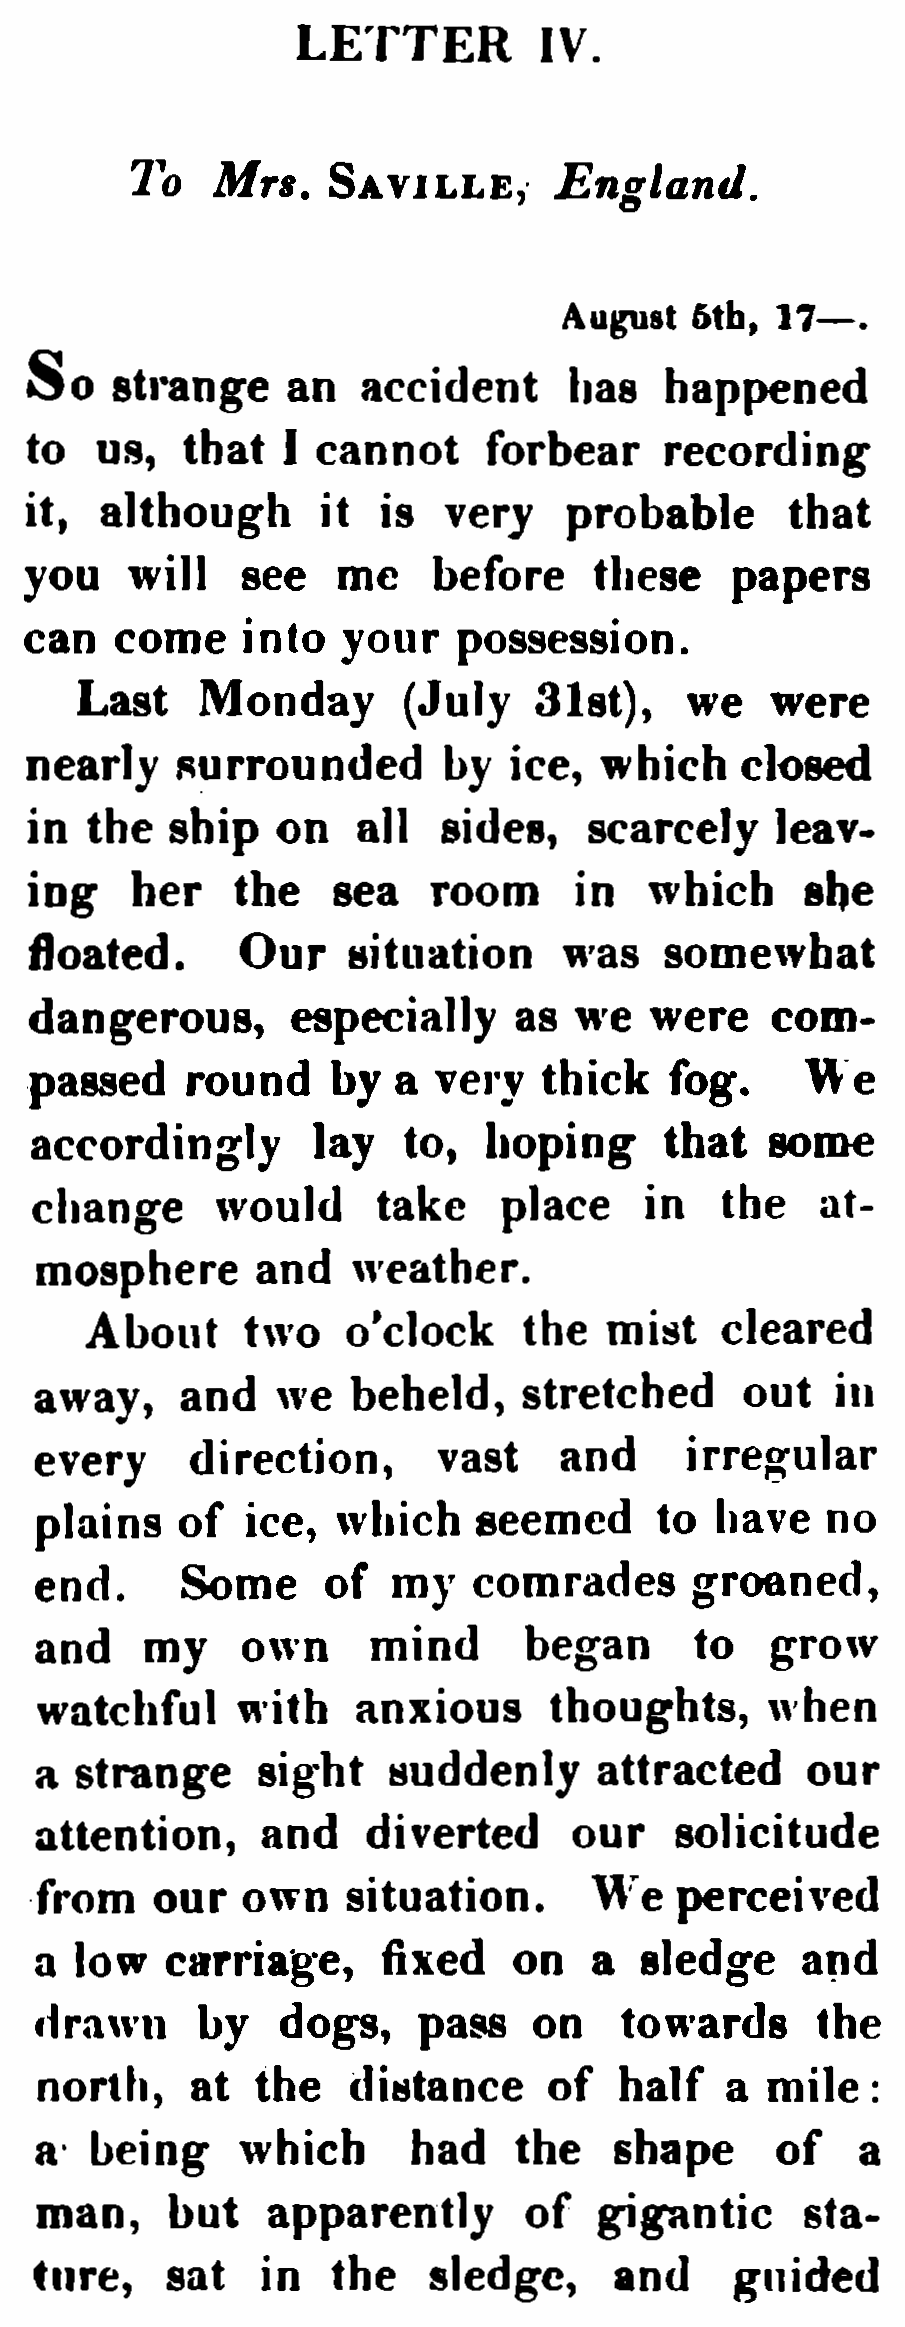 LETTER IV.
To Mrs. SAVILLE, England.
August 5th, 17—.
So strange an accident has happened
to us, that I cannot forbear recording
it, although it is very probable that
you will see me before these papers
can come into your possession.
Last Monday (July 31st), we were
nearly surrounded by ice, which closed
in the ship on all sides, scarcely leav-
ing her the sea room in which she
floated. Our situation was somewhat
dangerous, especially as we were com-
passed round by a very thick fog. We
accordingly lay to, hoping that some
change would take place in the at-
mosphere and weather.
About two o'clock the mist cleared
away, and we beheld, stretched out in
every direction, vast and irregular
plains of ice, which seemed to have no
end. Some of my comrades groaned,
and my own mind began to grow
watchful with anxious thoughts, when
a strange sight suddenly attracted our
attention, and diverted our solicitude
from our own situation. We perceived
a low carriage, fixed on a sledge and
drawn by dogs, pass on towards the
north, at the distance of half a mile:
a being which had the shape of a
man, but apparently of gigantic sta-
ture, sat in the sledge, and guided